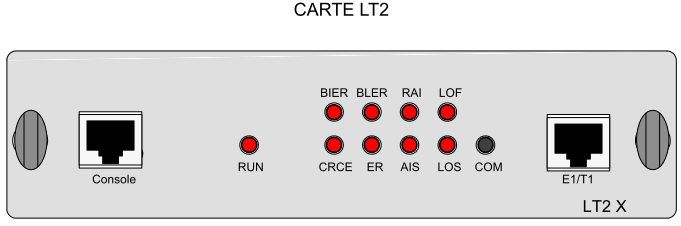 CARTE LT2
BIER BLER RAI LOF
RUN CRCE ER AIS LOS COM
Console
E1/T1
LT2 X